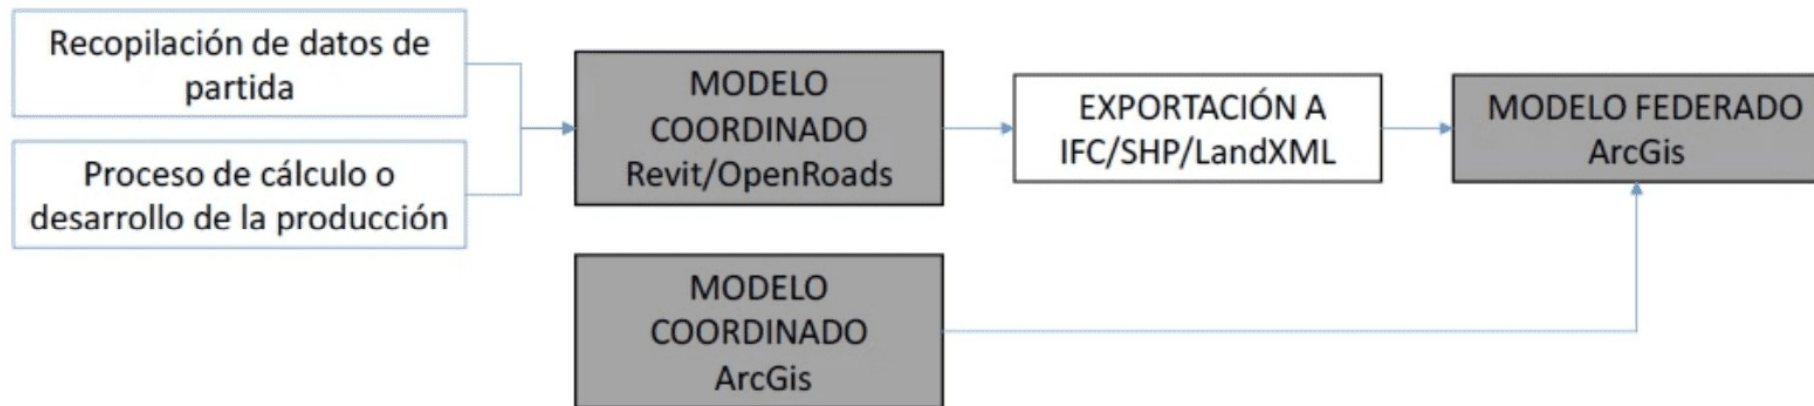 Recopilación de datos de
partida
Proceso de cálculo o
desarrollo de la producción
MODELO
COORDINADO
Revit/OpenRoads
EXPORTACIÓN A
IFC/SHP/LandXML
MODELO FEDERADO
ArcGis
MODELO
COORDINADO
ArcGis